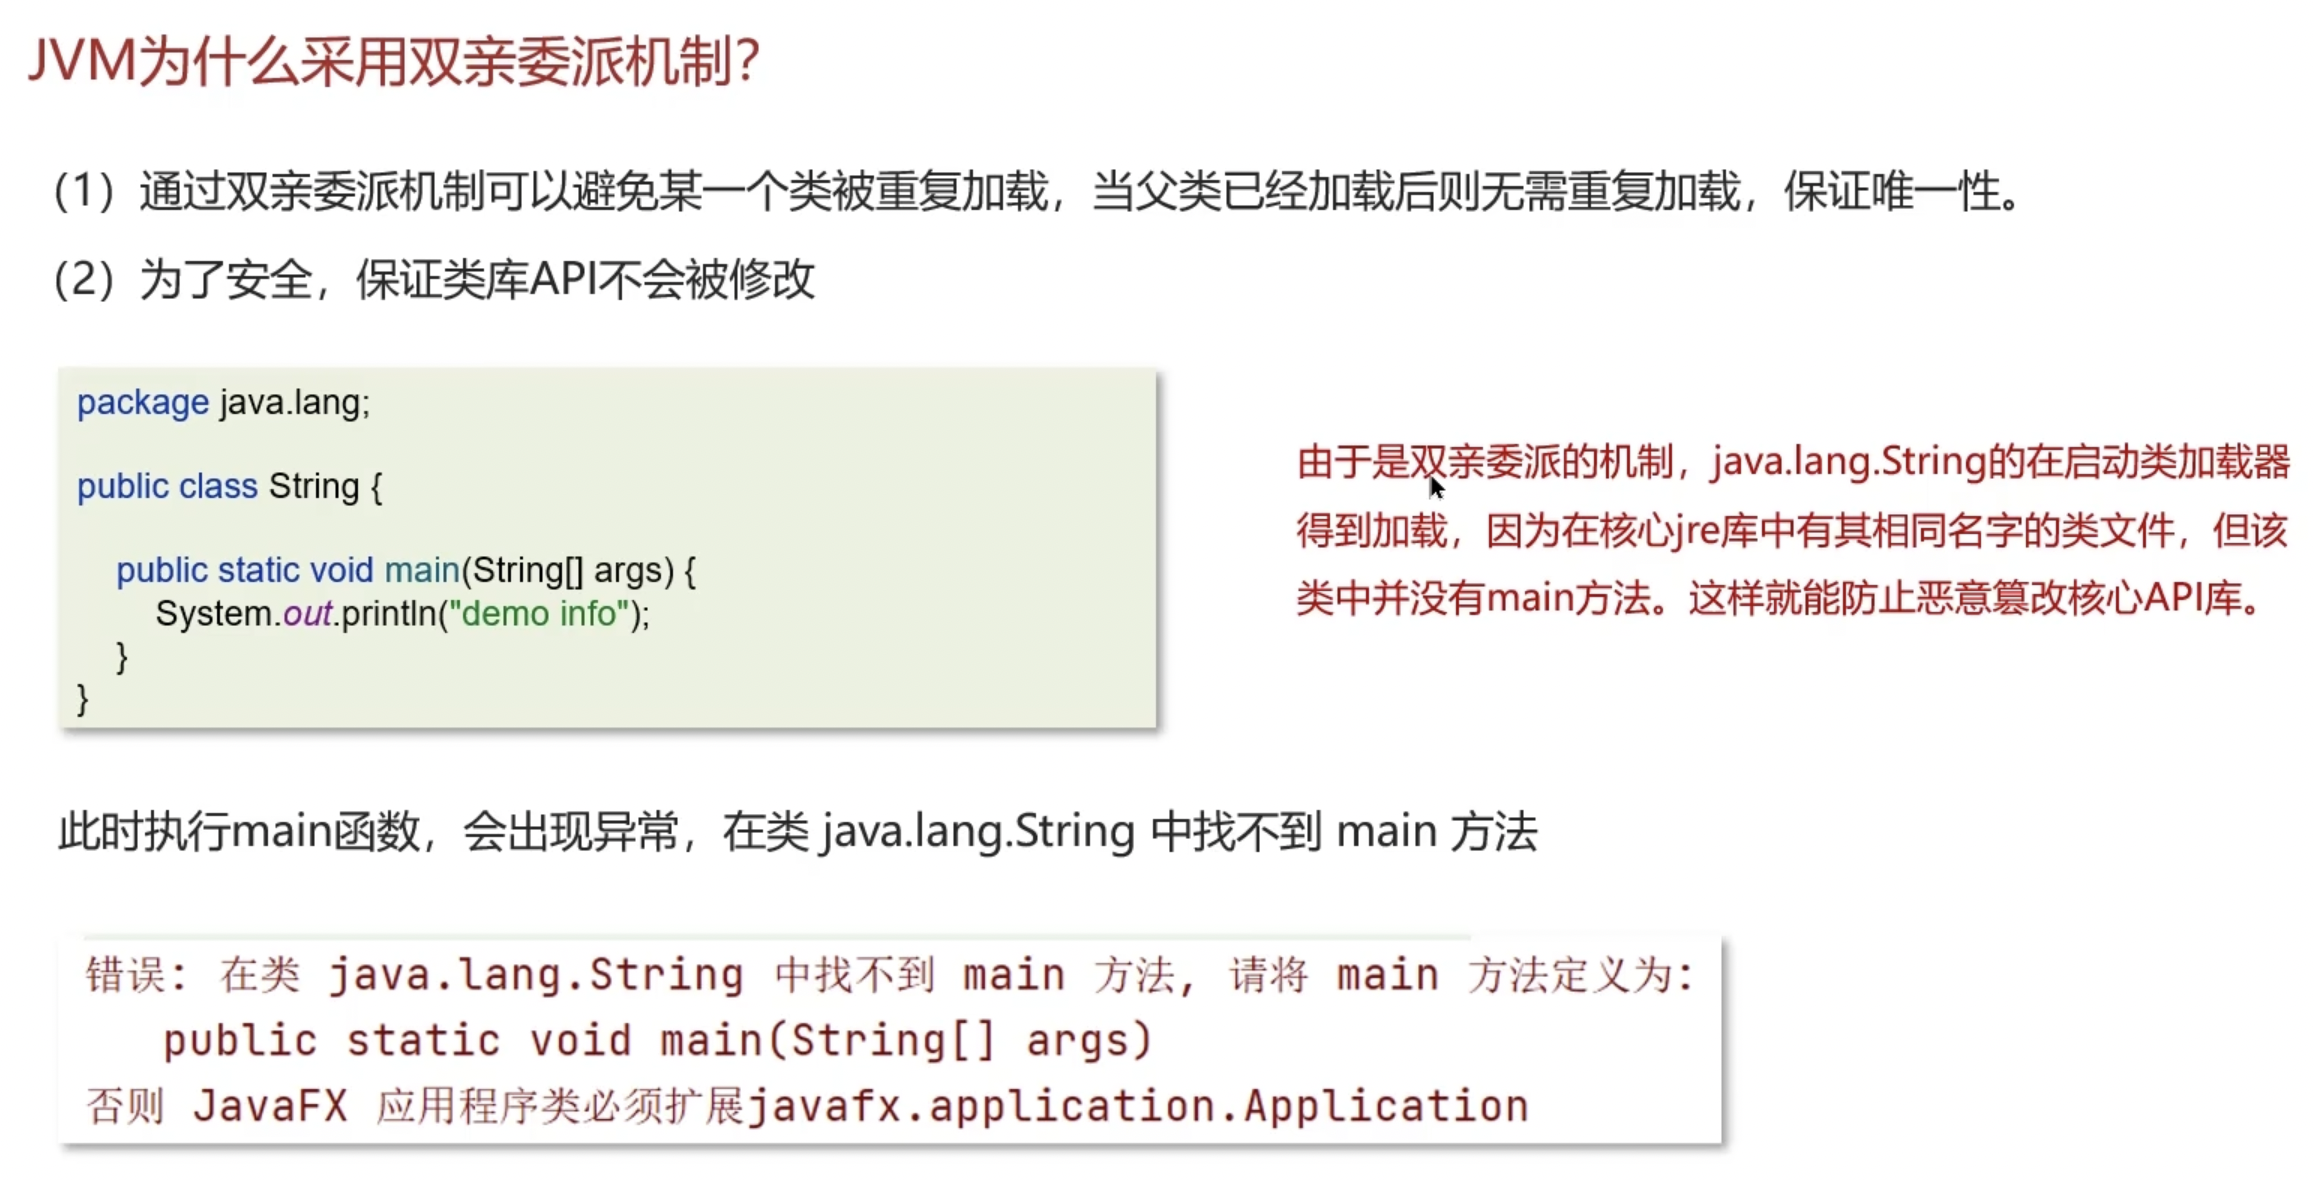 JVM为什么采用双亲委派机制？
（1）通过双亲委派机制可以避免某一个类被重复加载，当父类已经加载后则无需重复加载，保证唯一性。
（2）为了安全，保证类库API不会被修改
package java.lang;
public class String {
public static void main(String[] args) {
System.out.println("demo info");
}
}
由于是双亲委派的机制，java.lang.String的在启动类加载器
得到加载，因为在核心jre库中有其相同名字的类文件，但该
类中并没有main方法。这样就能防止恶意篡改核心API库。
此时执行main函数，会出现异常，在类 java.lang.String 中找不到 main 方法
错误: 在类 java.lang.String 中找不到 main 方法, 请将 main 方法定义为:
public static void main(String[] args)
否则 JavaFX 应用程序类必须扩展javafx.application.Application